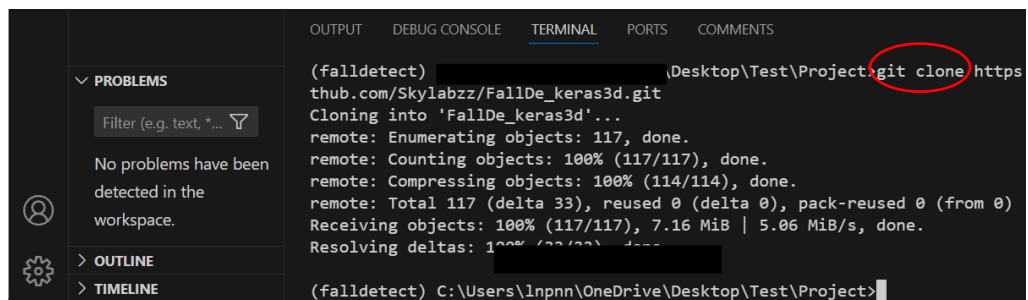 OUTPUT DEBUG CONSOLE TERMINAL PORTS COMMENTS
PROBLEMS
Filter (e.g. text, *...
No problems have been
detected in the
workspace.
OUTLINE
TIMELINE
(falldetect) \Desktop\Test\Project>git clone https
thub.com/Skylabzz/FallDe_keras3d.git
Cloning into 'FallDe_keras3d'...
remote: Enumerating objects: 117, done.
remote: Counting objects: 100% (117/117), done.
remote: Compressing objects: 100% (114/114), done.
remote: Total 117 (delta 33), reused 0 (delta 0), pack-reused 0 (from 0)
Receiving objects: 100% (117/117), 7.16 MiB | 5.06 MiB/s, done.
Resolving deltas: 100% (33/33), done.
(falldetect) C:\Users\lnpnn\OneDrive\Desktop\Test\Project>